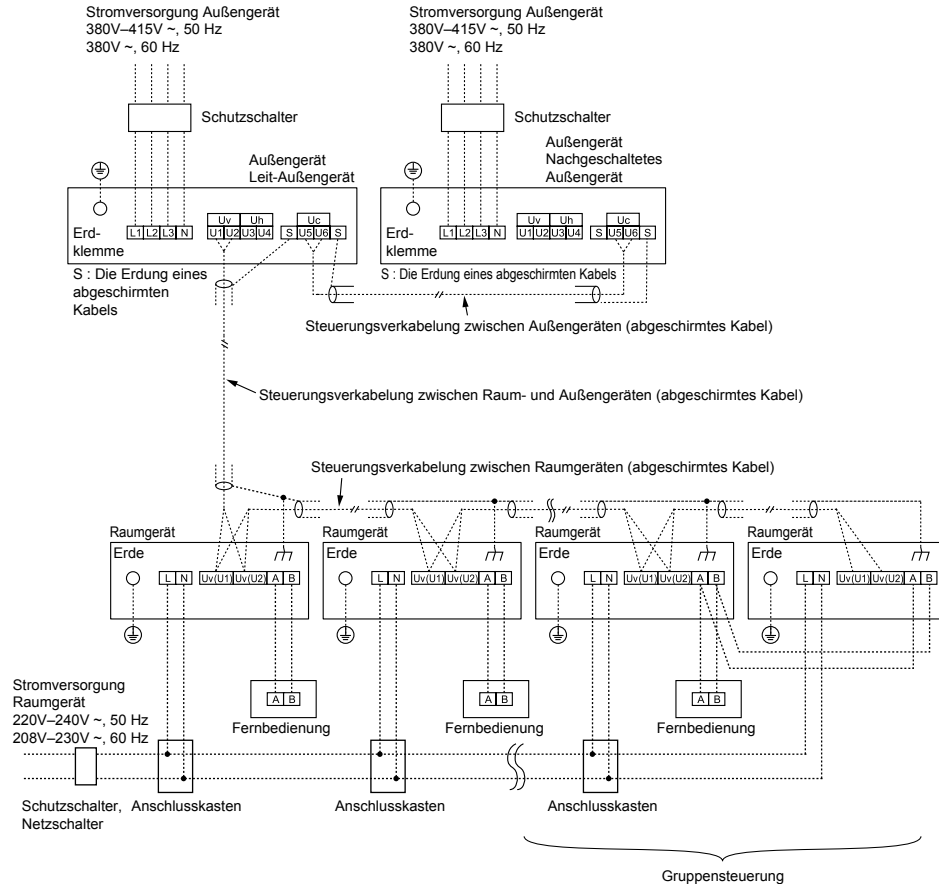 Stromversorgung Außengerät
380V–415V ~, 50 Hz
380V ~, 60 Hz
Stromversorgung Außengerät
380V–415V ~, 50 Hz
380V ~, 60 Hz
Schutzschalter
Schutzschalter
Außengerät
Leit-Außengerät
Außengerät
Nachgeschaltetes
Außengerät
Erd-
klemme
L1 L2 L3 N
Uv Uh
U1 U2 U3 U4
Uc
S U5 U6 S
Erd-
klemme
L1 L2 L3 N
Uv Uh
U1 U2 U3 U4
Uc
S U5 U6 S
S : Die Erdung eines
abgeschirmten
Kabels
S : Die Erdung eines abgeschirmten Kabels
Steuerungsverkabelung zwischen Außengeräten (abgeschirmtes Kabel)
Steuerungsverkabelung zwischen Raum- und Außengeräten (abgeschirmtes Kabel)
Steuerungsverkabelung zwischen Raumgeräten (abgeschirmtes Kabel)
Raumgerät
Erde
L N Uv(U1) Uv(U2) A B
Raumgerät
Erde
L N Uv(U1) Uv(U2) A B
Raumgerät
Erde
L N Uv(U1) Uv(U2) A B
Raumgerät
Erde
L N Uv(U1) Uv(U2) A B
A B
Fernbedienung
A B
Fernbedienung
A B
Fernbedienung
Stromversorgung
Raumgerät
220V–240V ~, 50 Hz
208V–230V ~, 60 Hz
Schutzschalter,
Netzschalter
Anschlusskasten
Anschlusskasten
Anschlusskasten
Gruppensteuerung